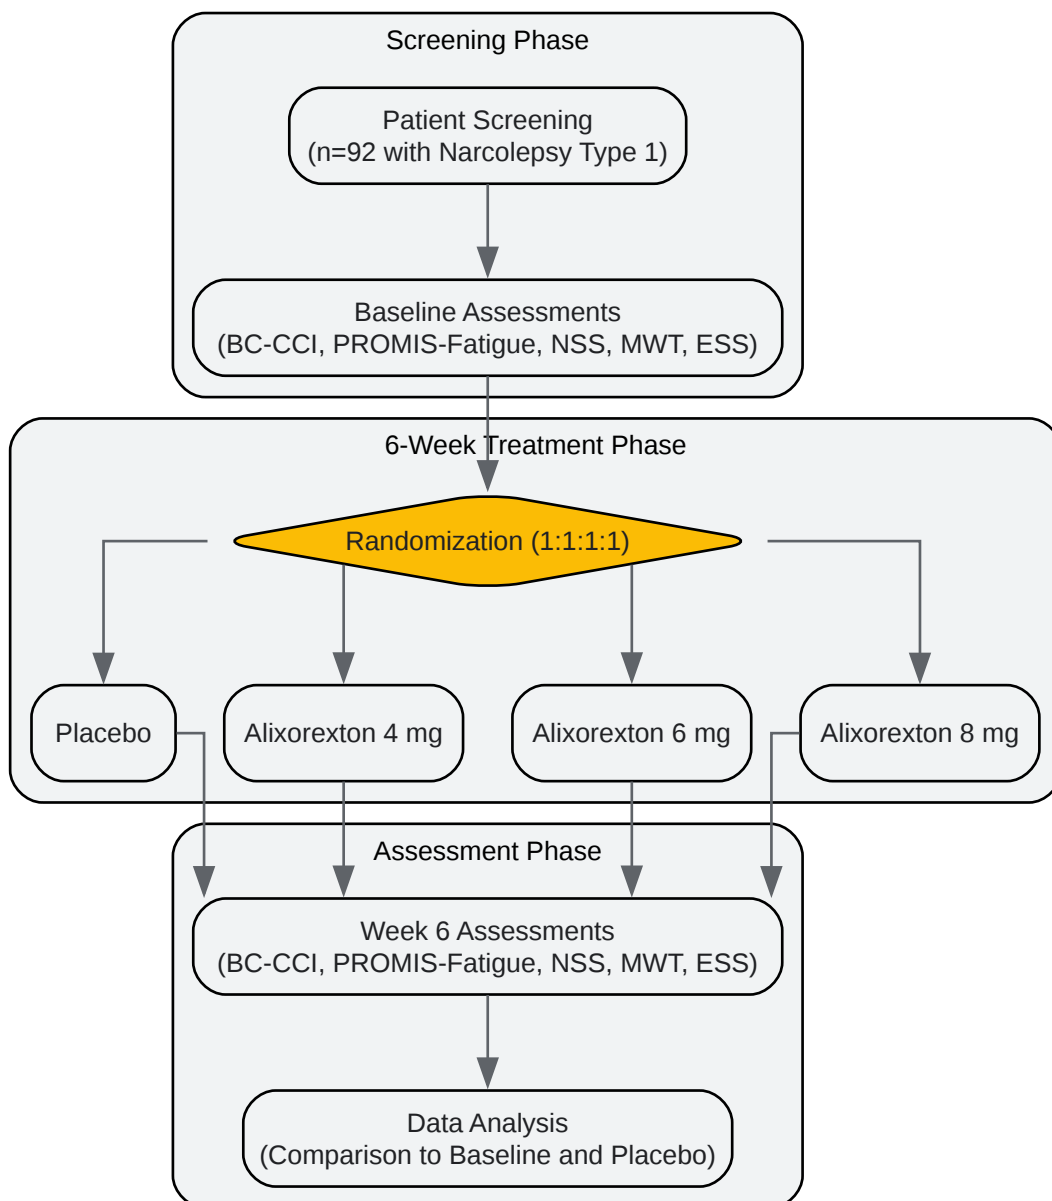 Screening Phase
Patient Screening
(n=92 with Narcolepsy Type 1)
Baseline Assessments
(BC-CCI, PROMIS-Fatigue, NSS, MWT, ESS)
6-Week Treatment Phase
Randomization (1:1:1:1)
Placebo
Alixorexton 4 mg
Alixorexton 6 mg
Alixorexton 8 mg
Assessment Phase
Week 6 Assessments
(BC-CCI, PROMIS-Fatigue, NSS, MWT, ESS)
Data Analysis
(Comparison to Baseline and Placebo)